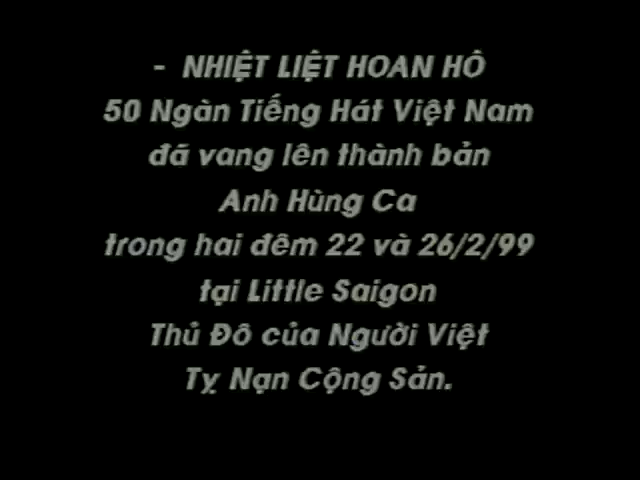 - NHIỆT LIỆT HOAN HÔ
50 Ngàn Tiếng Hát Việt Nam
đã vang lên thành bản
Anh Hùng Ca
trong hai đêm 22 và 26/2/99
tại Little Saigon
Thủ Đô của Người Việt
Tỵ Nạn Cộng Sản.